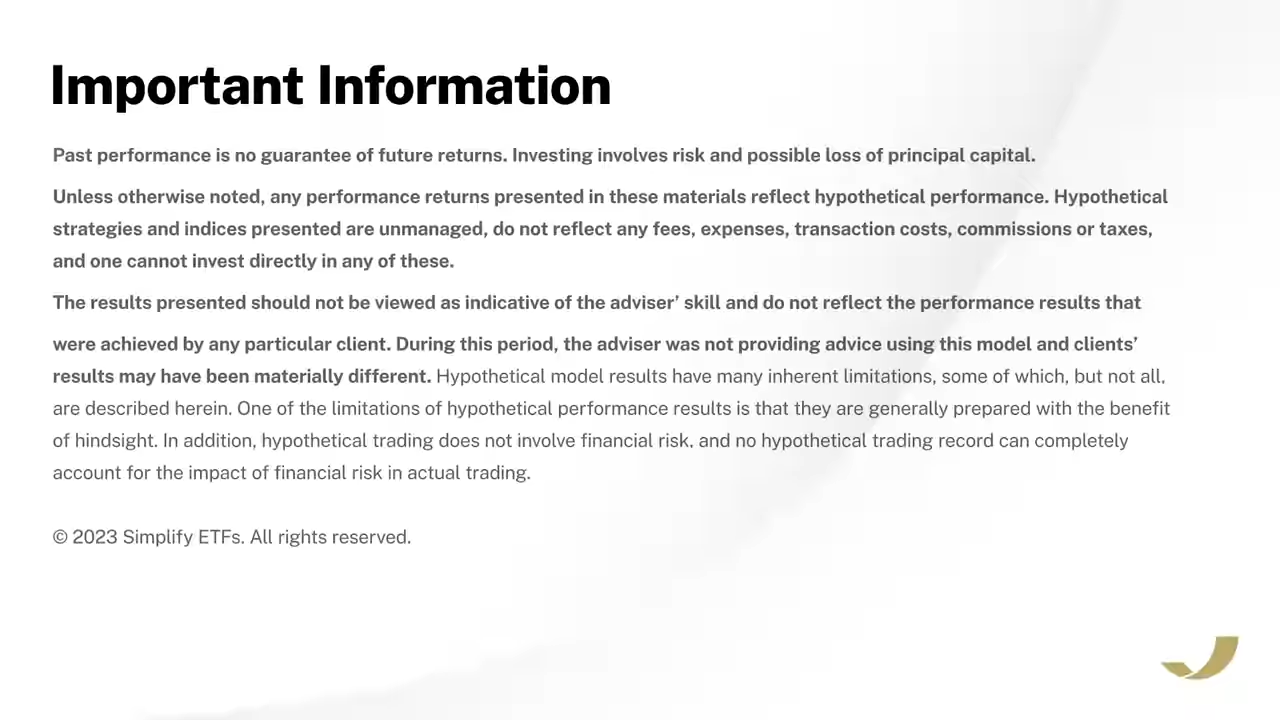 Important Information
Past performance is no guarantee of future returns. Investing involves risk and possible loss of principal capital.
Unless otherwise noted, any performance returns presented in these materials reflect hypothetical performance. Hypothetical
strategies and indices presented are unmanaged, do not reflect any fees, expenses, transaction costs, commissions or taxes,
and one cannot invest directly in any of these.
The results presented should not be viewed as indicative of the adviser’ skill and do not reflect the performance results that
were achieved by any particular client. During this period, the adviser was not providing advice using this model and clients’
results may have been materially different. Hypothetical model results have many inherent limitations, some of which, but not all,
are described herein. One of the limitations of hypothetical performance results is that they are generally prepared with the benefit
of hindsight. In addition, hypothetical trading does not involve financial risk, and no hypothetical trading record can completely
account for the impact of financial risk in actual trading.
© 2023 Simplify ETFs. All rights reserved.